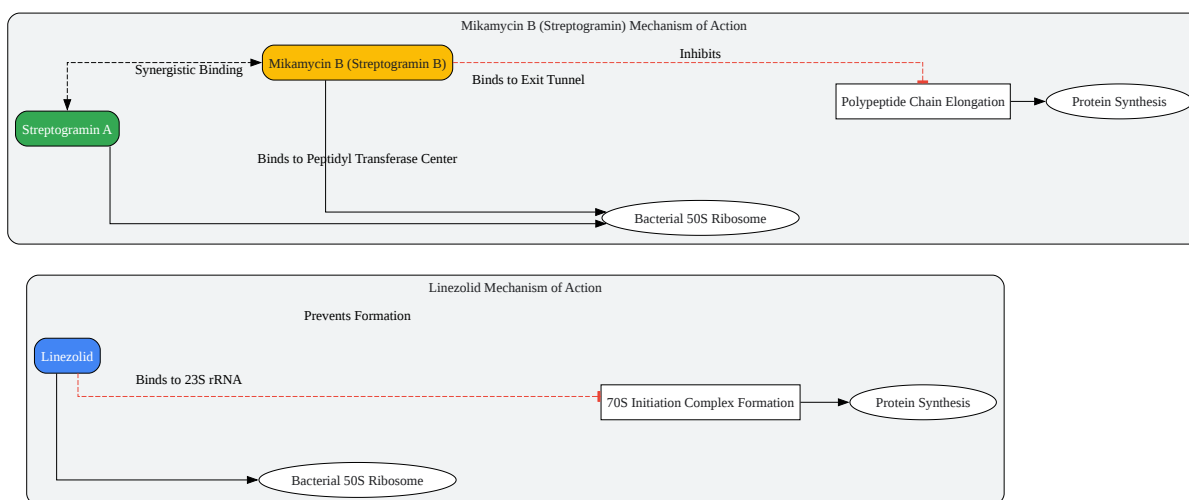 Mikamycin B (Streptogramin) Mechanism of Action
Inhibits
Mikamycin B (Streptogramin B)
Synergistic Binding
Binds to Exit Tunnel
Polypeptide Chain Elongation
Protein Synthesis
Streptogramin A
Binds to Peptidyl Transferase Center
Bacterial 50S Ribosome
Linezolid Mechanism of Action
Prevents Formation
Linezolid
Binds to 23S rRNA
70S Initiation Complex Formation
Protein Synthesis
Bacterial 50S Ribosome